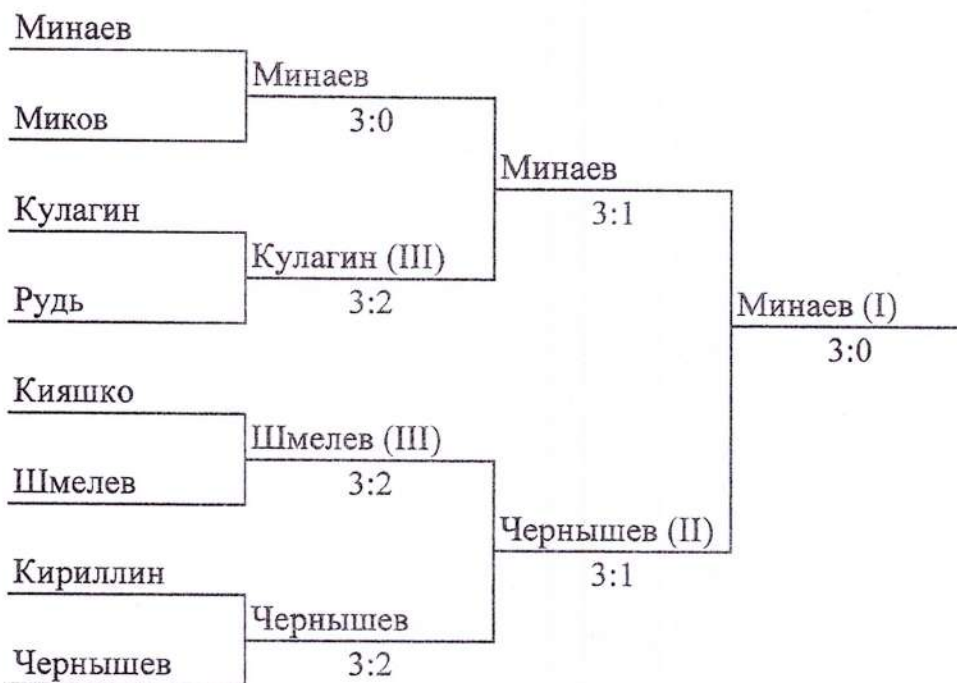 Минаев
Минаев
3:0
Миков
Минаев
3:1
Кулагин
Кулагин (III)
3:2
Рудь
Минаев (I)
3:0
Кияшко
Шмелев (III)
3:2
Шмелев
Чернышев (II)
3:1
Кириллин
Чернышев
3:2
Чернышев